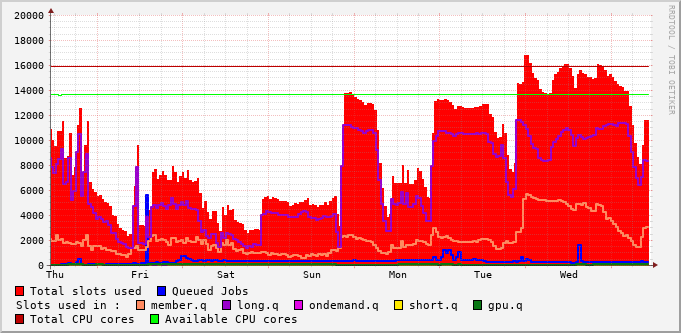 20000
18000
16000
14000
12000
10000
8000
6000
4000
2000
0
Thu Fri Sat Sun Mon Tue Wed
RRDTOOL / TOBI OETIKER
Total slots used Queued Jobs
Slots used in : member.q long.q ondemand.q short.q gpu.q
Total CPU cores Available CPU cores